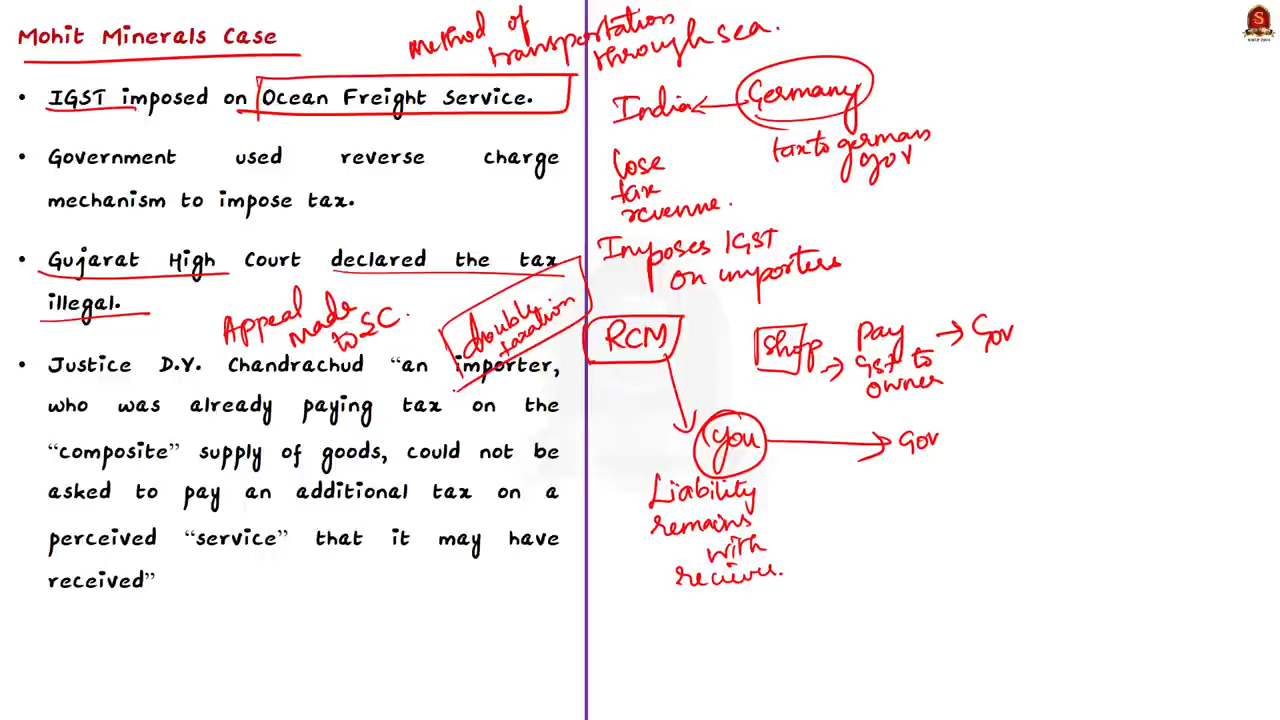 Mohit Minerals Case
method of
transportation
through sea.
• IGST imposed on Ocean Freight Service.
• Government used reverse charge
mechanism to impose tax.
• Gujarat High Court declared the tax
illegal.
Appeal
made
to SC.
double
taxation
• Justice D.Y. Chandrachud “an importer,
who was already paying tax on the
“composite” supply of goods, could not be
asked to pay an additional tax on a
perceived “service” that it may have
received”
India ← Germany
tax to german
gov
lose
tax
revenue.
Imposes IGST
on importers
RCM
Shop → Pay
GST to
owner
→ Gov
You → Gov
Liability
remains
with
reciever.
S